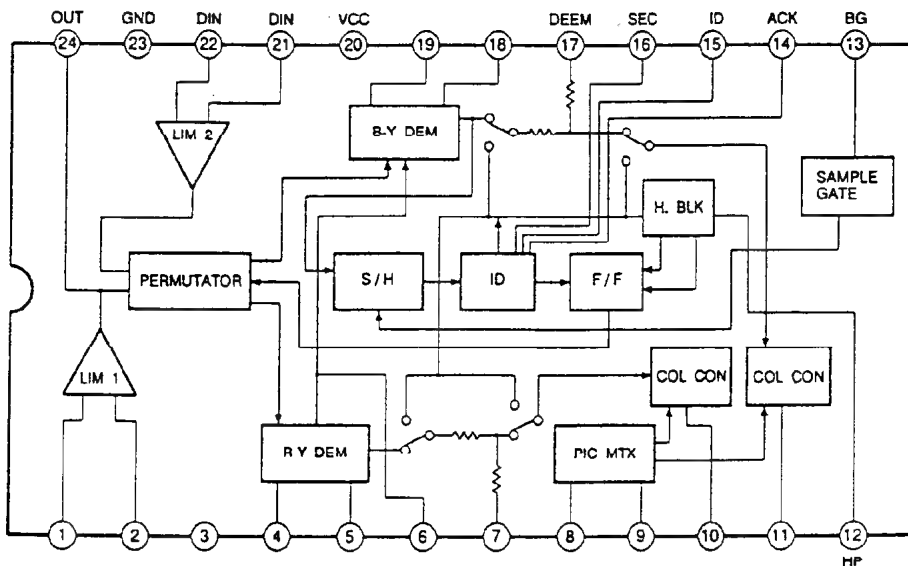 OUT GND DIN DIN VCC DEEM SEC ID ACK BG
24 23 22 21 20 19 18 17 16 15 14 13
LIM 2
B-Y DEM
SAMPLE
GATE
H. BLK
PERMUTATOR
S/H
ID
F/F
LIM 1
COL CON
COL CON
R Y DEM
PIC MTX
1 2 3 4 5 6 7 8 9 10 11 12
HP